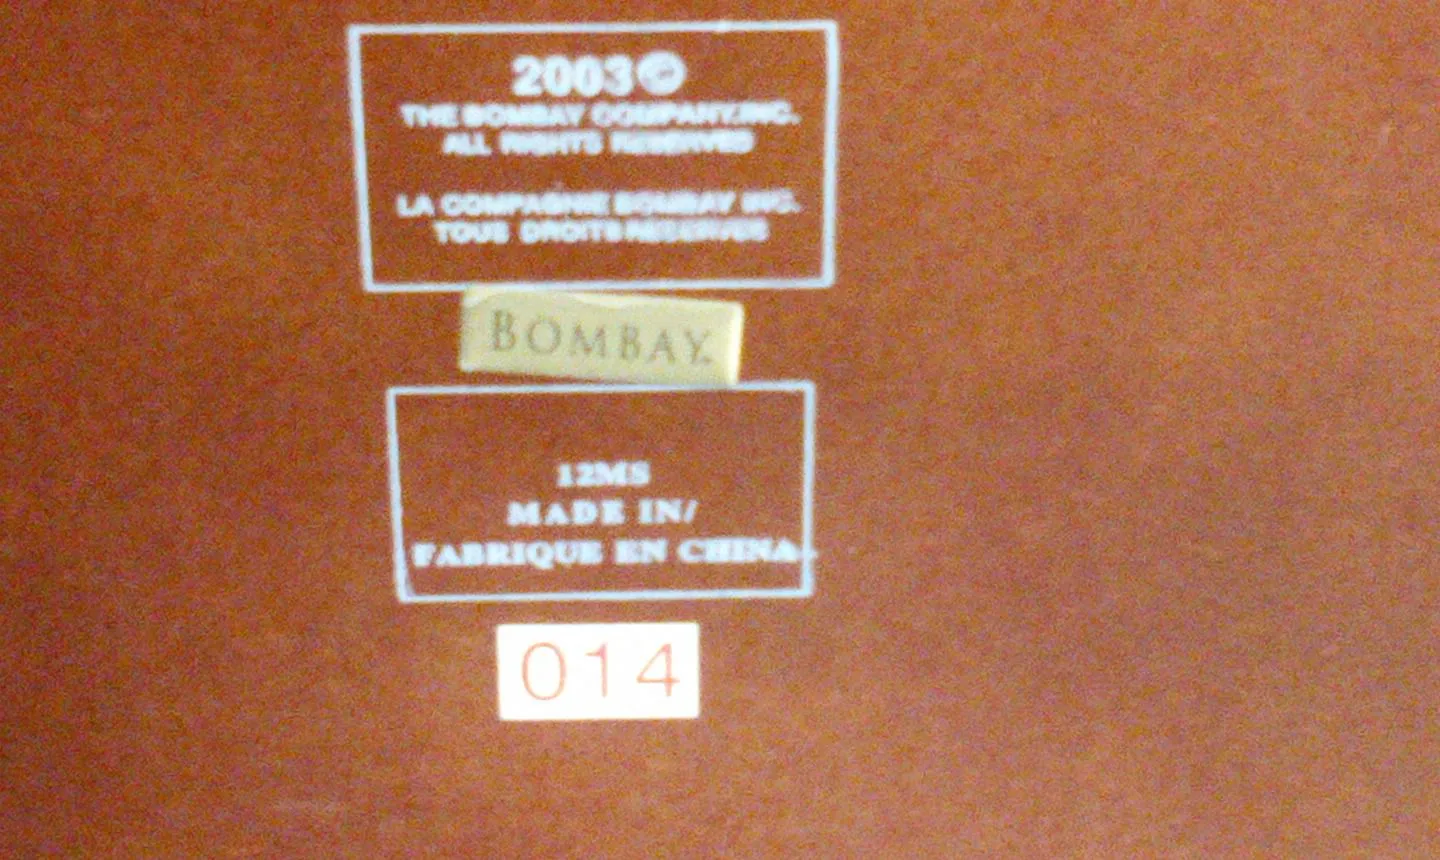 2003©
THE BOMBAY COMPANY,INC.
ALL RIGHTS RESERVED
LA COMPAGNIE BOMBAY INC.
TOUS DROITS RESERVES
BOMBAY.
12MS
MADE IN/
FABRIQUE EN CHINA.
014